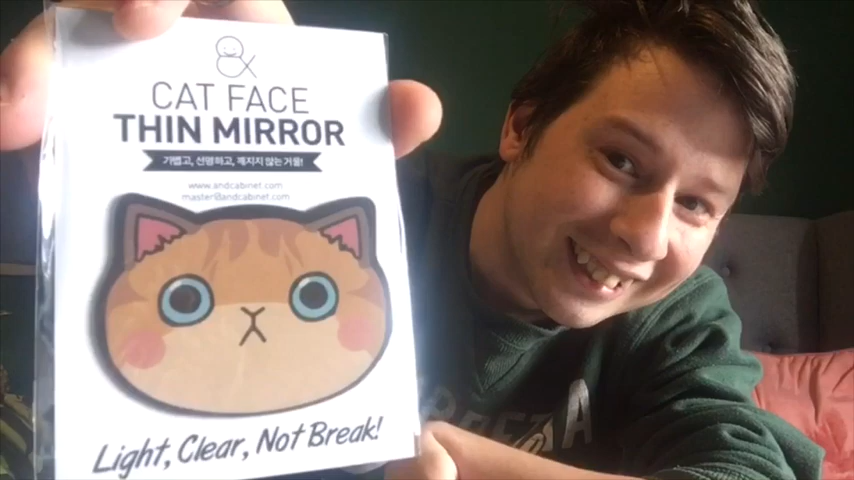 &
CAT FACE
THIN MIRROR
가볍고, 선명하고, 깨지지 않는 거울!
www.andcabinet.com
master@andcabinet.com
Light, Clear, Not Break!